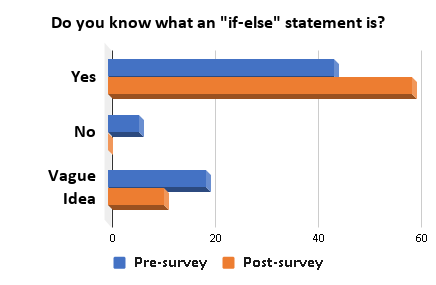 Do you know what an "if-else" statement is?
Yes
No
Vague
Idea
0 20 40 60
Pre-survey Post-survey